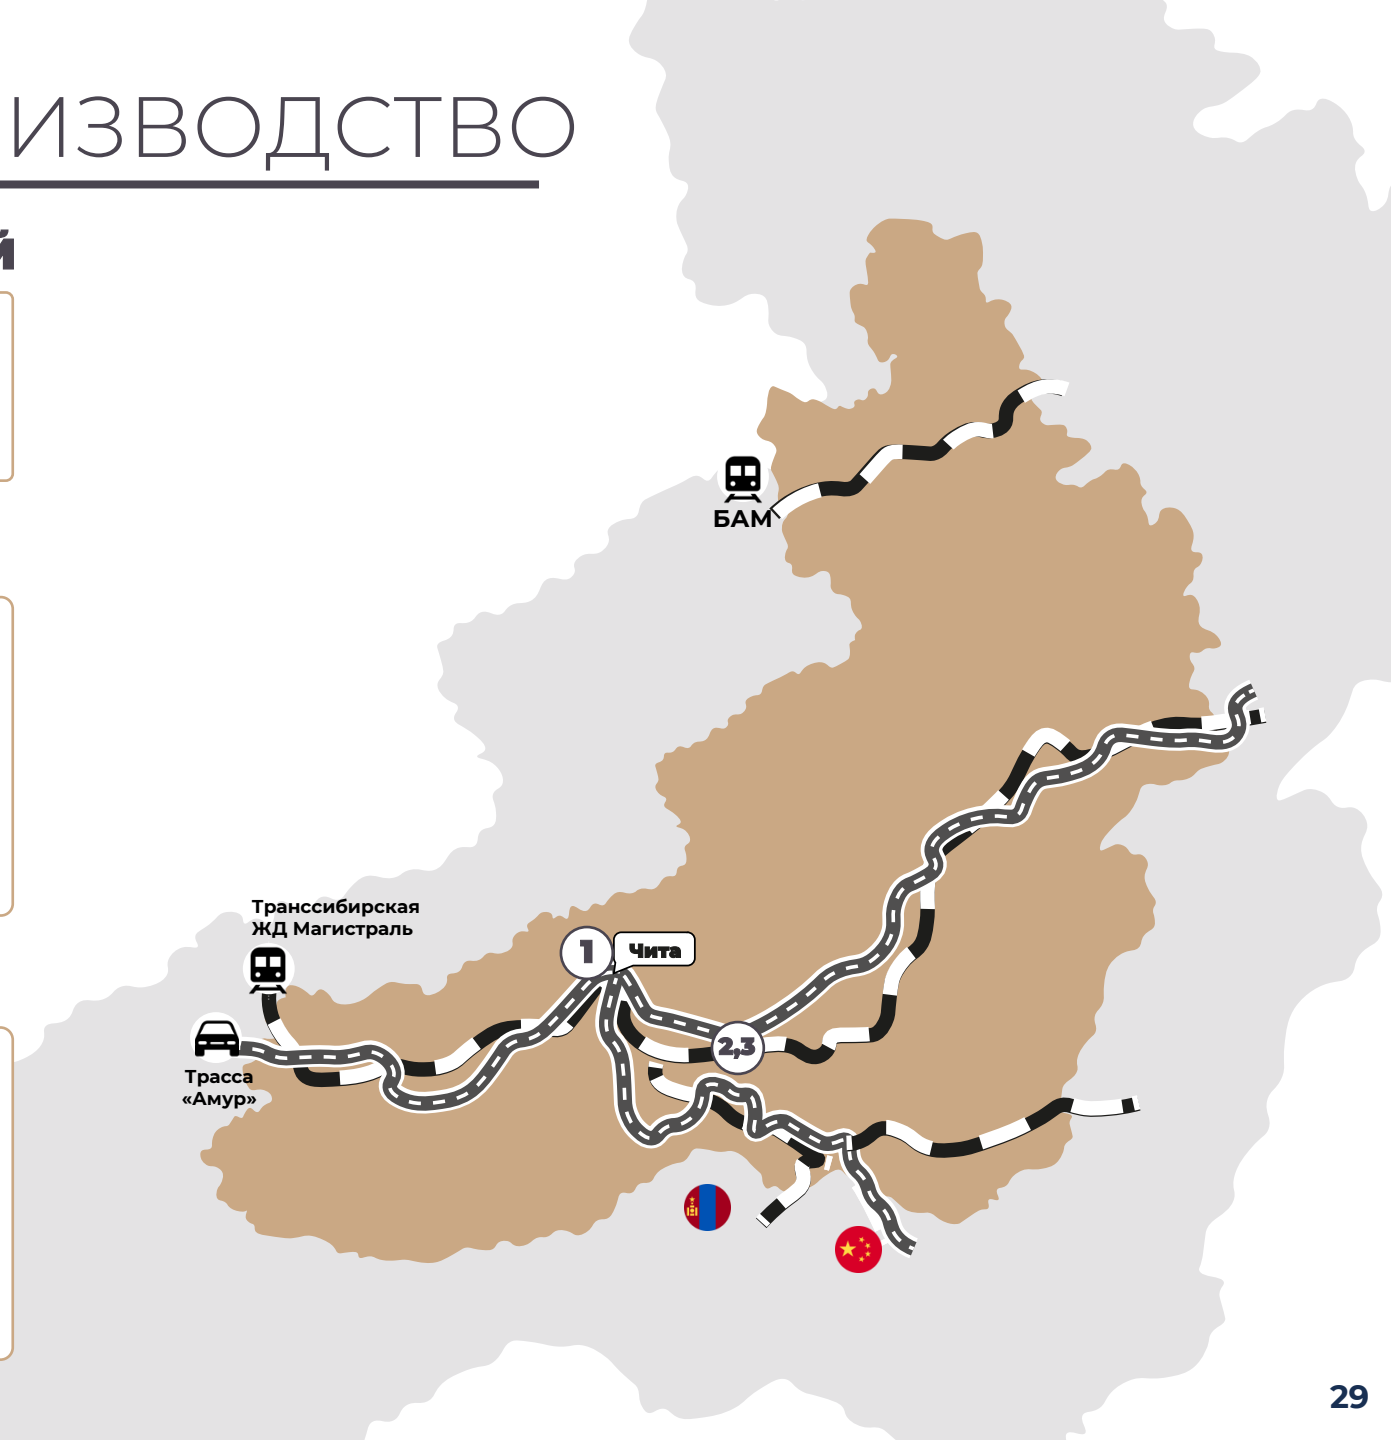 ИЗВОДСТВО
Й
БАМ
Транссибирская
ЖД Магистраль
1
Чита
Трасса
«Амур»
2,3
29